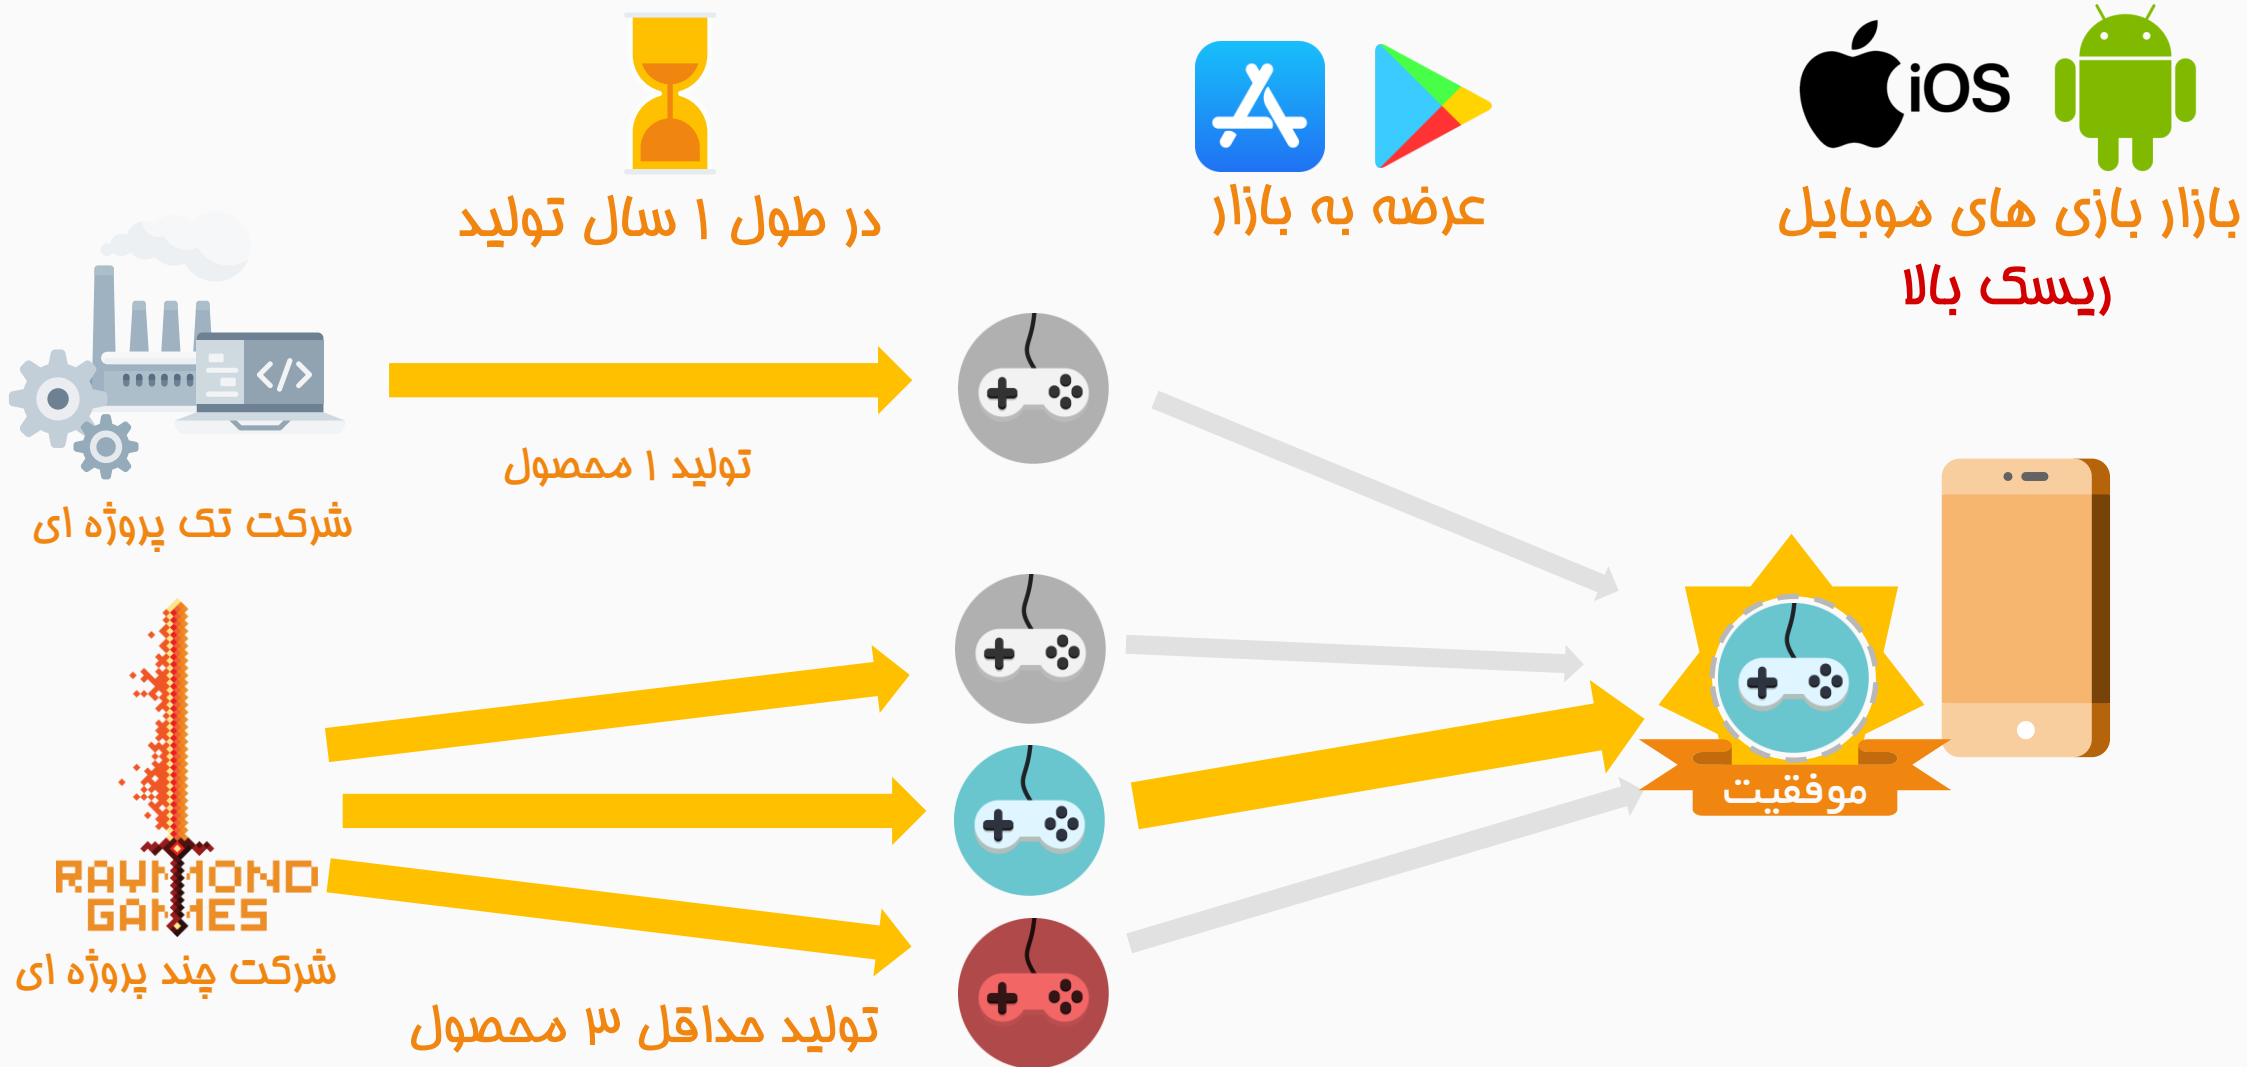 iOS
بازار بازی های موبایل
ریسک بالا
عرضه به بازار
در طول ۱ سال تولید
</>
تولید ۱ محصول
شرکت تک پروژه ای
RAYMOND
GAMES
شرکت چند پروژه ای
تولید حداقل ۳ محصول
موفقیت